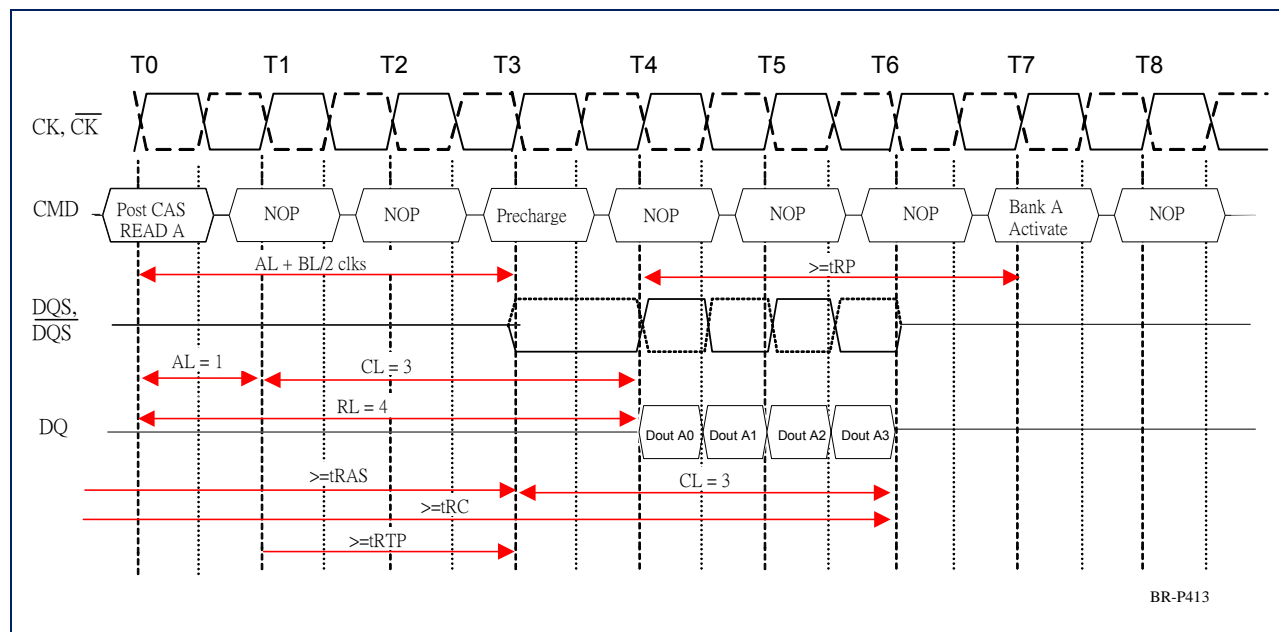 T0 T1 T2 T3 T4 T5 T6 T7 T8
CK, CK
CMD
Post CAS
READ A
NOP
NOP
Precharge
NOP
NOP
NOP
Bank A
Activate
NOP
AL + BL/2 clks
>=tRP
DQS,
DQS
AL = 1
CL = 3
RL = 4
DQ
Dout A0
Dout A1
Dout A2
Dout A3
>=tRAS
CL = 3
>=tRC
>=tRTP
BR-P413